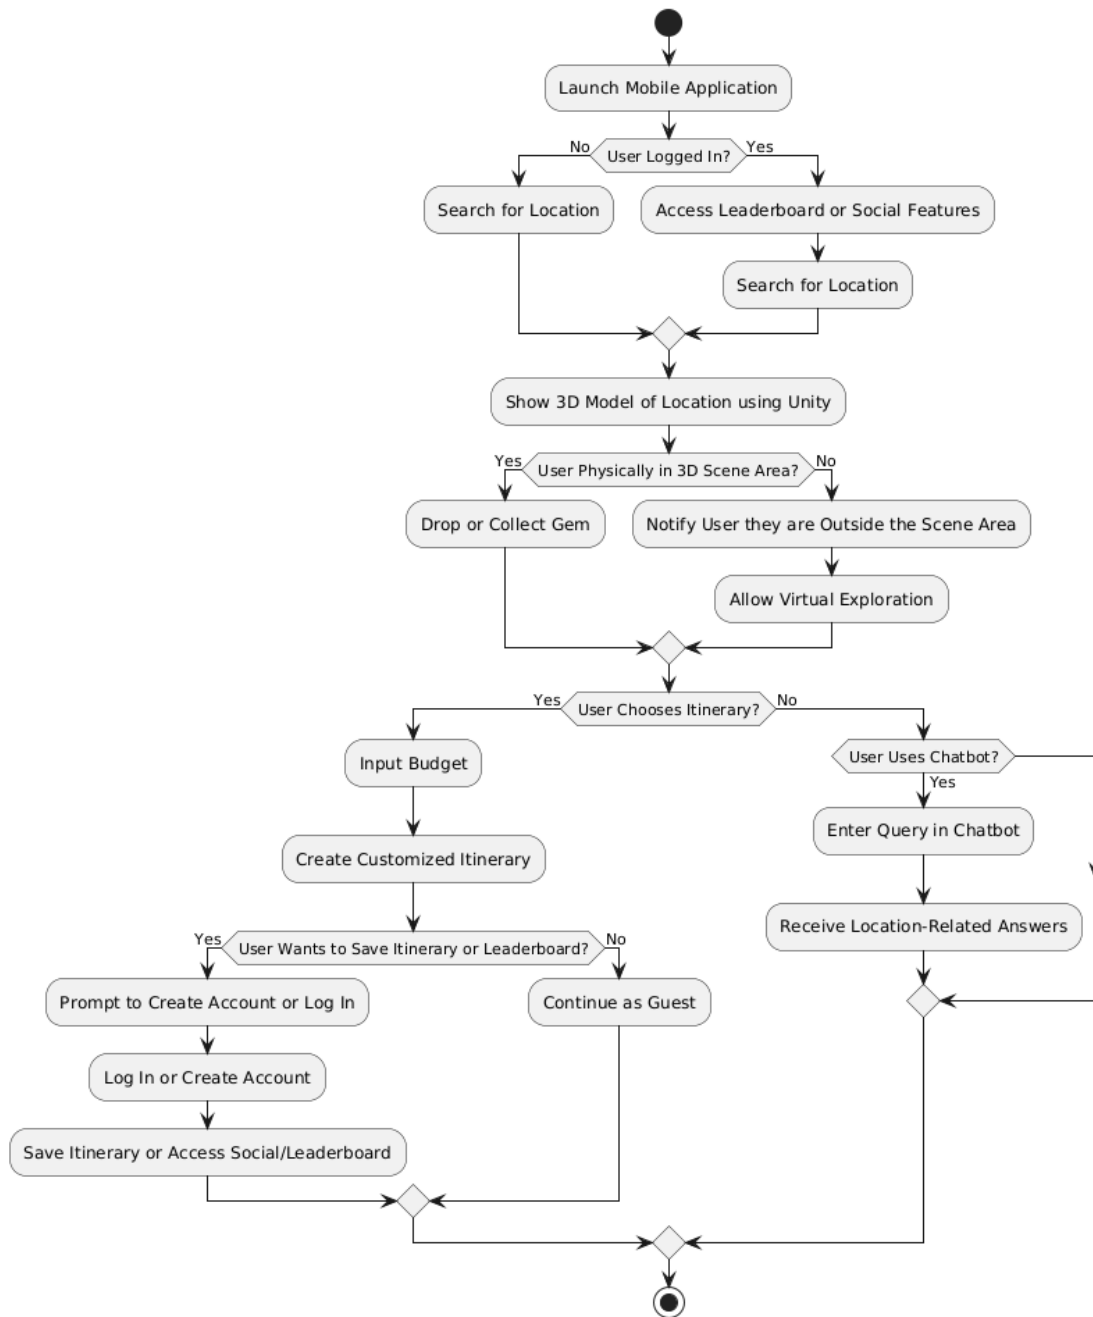 Launch Mobile Application
No
User Logged In?
Yes
Search for Location
Access Leaderboard or Social Features
Search for Location
Show 3D Model of Location using Unity
Yes
User Physically in 3D Scene Area?
No
Drop or Collect Gem
Notify User they are Outside the Scene Area
Allow Virtual Exploration
Yes
User Chooses Itinerary?
No
Input Budget
User Uses Chatbot?
Yes
Enter Query in Chatbot
Create Customized Itinerary
Receive Location-Related Answers
Yes
User Wants to Save Itinerary or Leaderboard?
No
Prompt to Create Account or Log In
Continue as Guest
Log In or Create Account
Save Itinerary or Access Social/Leaderboard